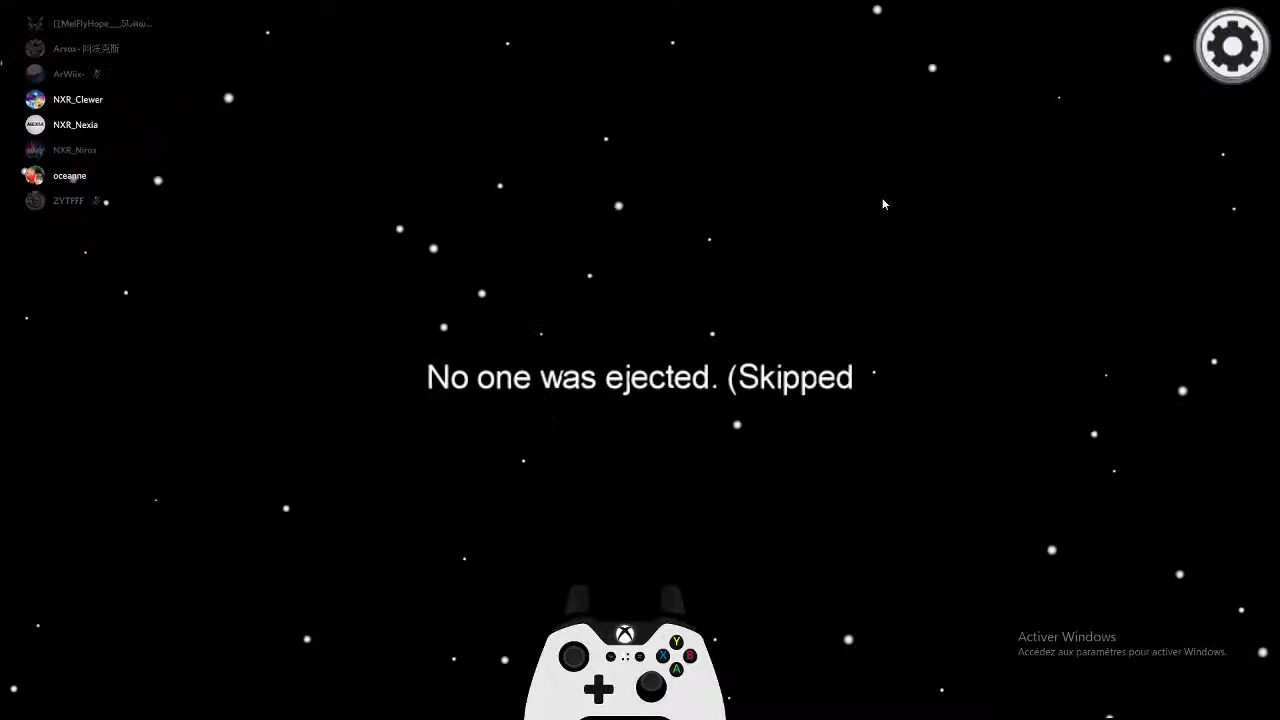 Arvox- 阿沃克斯
ArWiix-
NXR_Clewer
NXR_Nexia
NXR_Nirox
oceanne
ZYTFFF
No one was ejected. (Skipped
Y
X
B
A
Activer Windows
Accédez aux paramètres pour activer Windows.